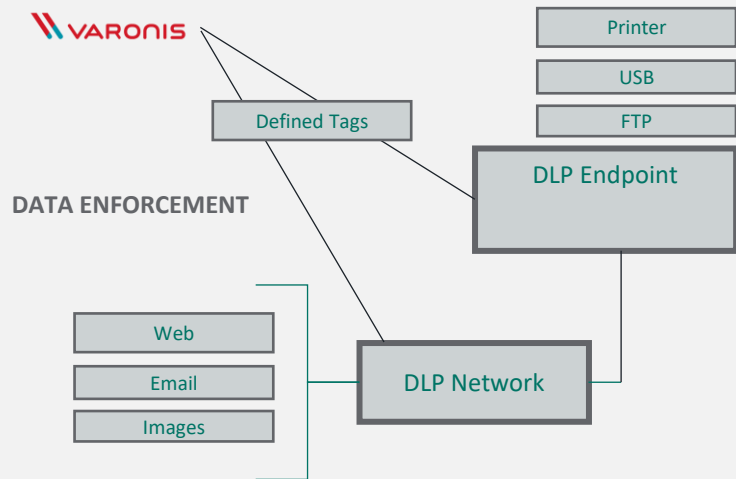 VARONIS
Printer
USB
FTP
Defined Tags
DLP Endpoint
DATA ENFORCEMENT
Web
Email
Images
DLP Network